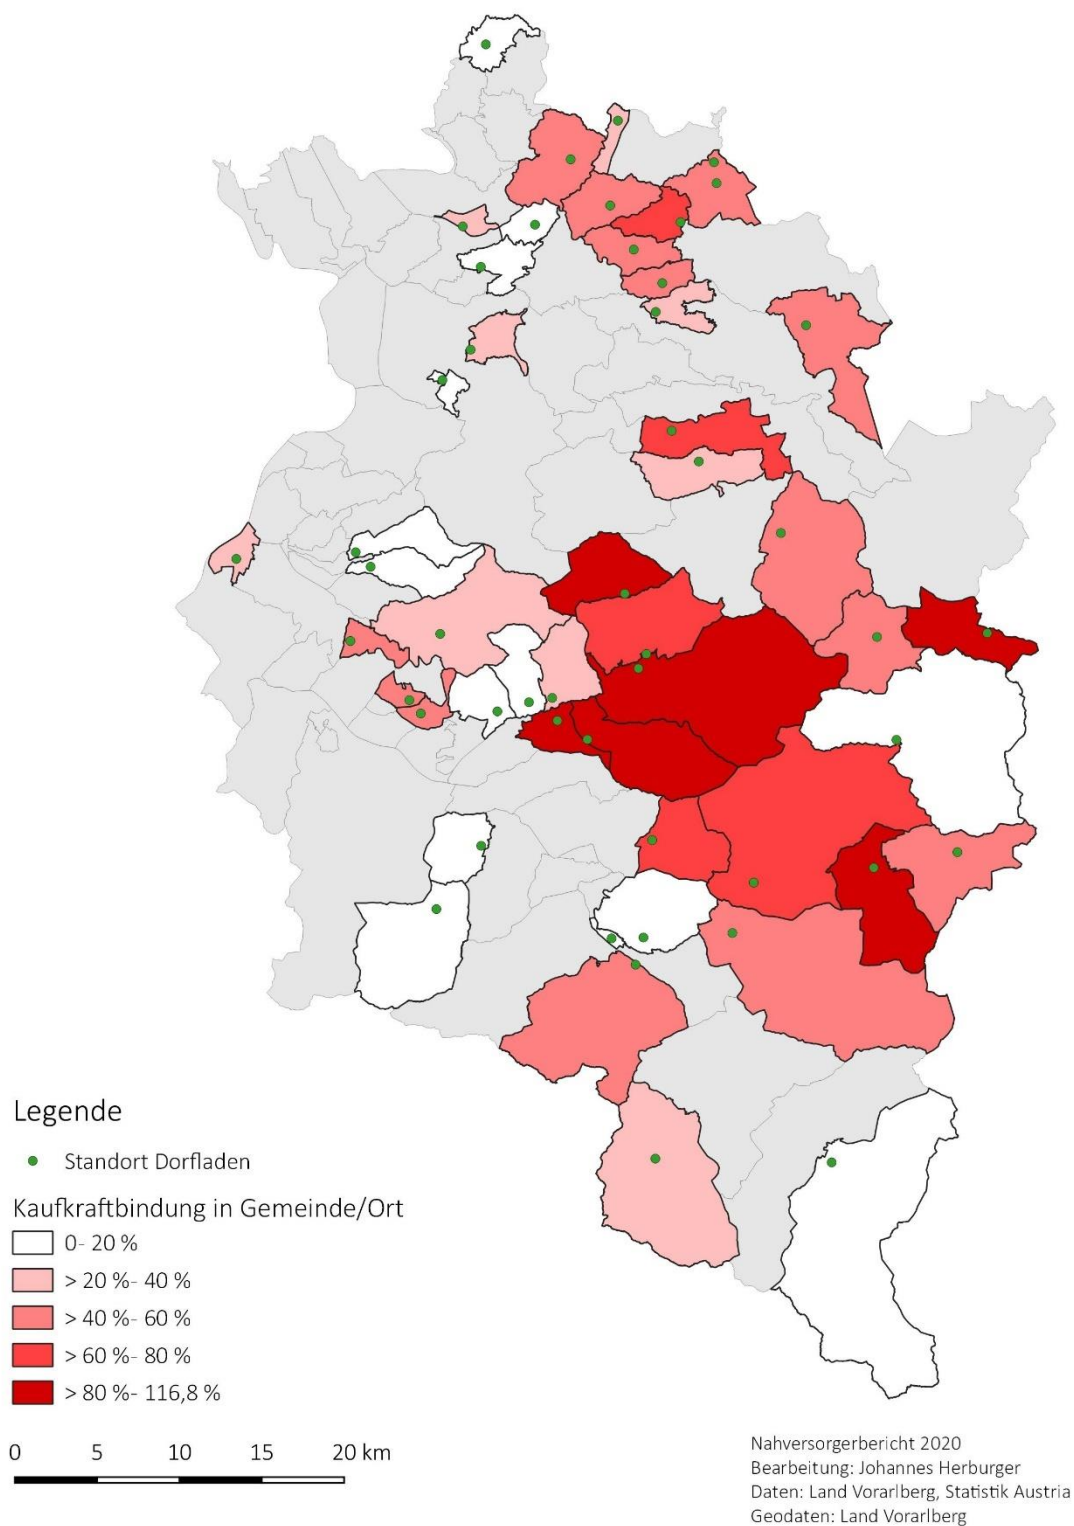 Legende
Standort Dorfladen
Kaufkraftbindung in Gemeinde/Ort
0- 20 %
> 20 %- 40 %
> 40 %- 60 %
> 60 %- 80 %
> 80 %- 116,8 %
0 5 10 15 20 km
Nahversorgerbericht 2020
Bearbeitung: Johannes Herburger
Daten: Land Vorarlberg, Statistik Austria
Geodaten: Land Vorarlberg